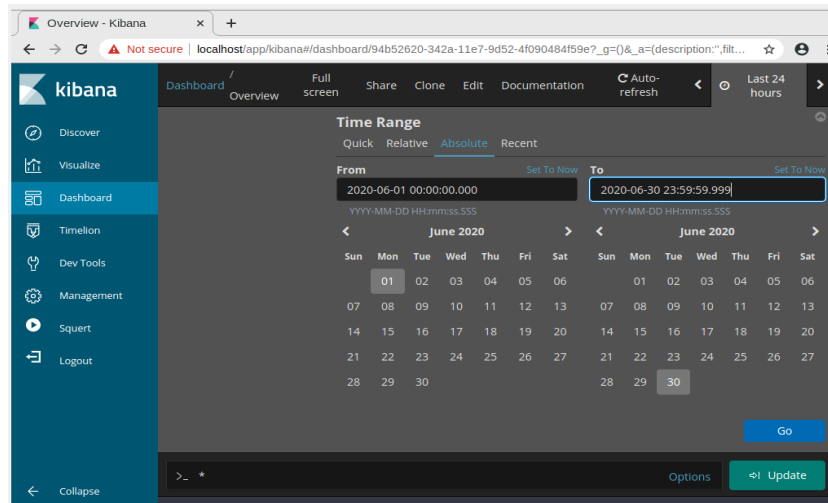 Overview - Kibana
Not secure | localhost/app/kibana#/dashboard/94b52620-342a-11e7-9d52-4f090484f59e?_g=()&_a=(description:'',filt...
kibana
Dashboard / Overview
Full screen
Share
Clone
Edit
Documentation
Auto-refresh
Last 24 hours
Discover
Visualize
Dashboard
Timelion
Dev Tools
Management
Squert
Logout
Collapse
Time Range
Quick Relative Absolute Recent
From Set To Now
2020-06-01 00:00:00.000
YYYY-MM-DD HH:mm:ss.SSS
June 2020
Sun Mon Tue Wed Thu Fri Sat
01 02 03 04 05 06
07 08 09 10 11 12 13
14 15 16 17 18 19 20
21 22 23 24 25 26 27
28 29 30
To Set To Now
2020-06-30 23:59:59.999
YYYY-MM-DD HH:mm:ss.SSS
June 2020
Sun Mon Tue Wed Thu Fri Sat
01 02 03 04 05 06
07 08 09 10 11 12 13
14 15 16 17 18 19 20
21 22 23 24 25 26 27
28 29 30
Go
>_ *
Options
Update